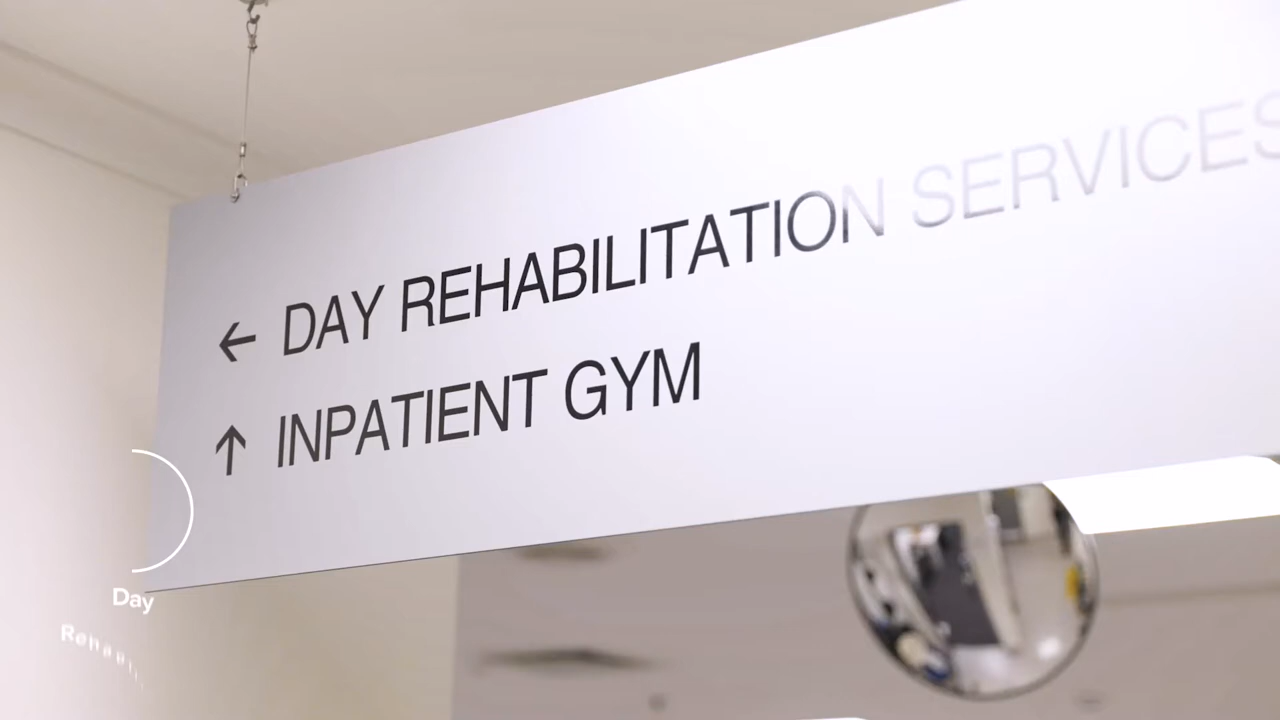 ← DAY REHABILITATION SERVICES
↑ INPATIENT GYM
Day